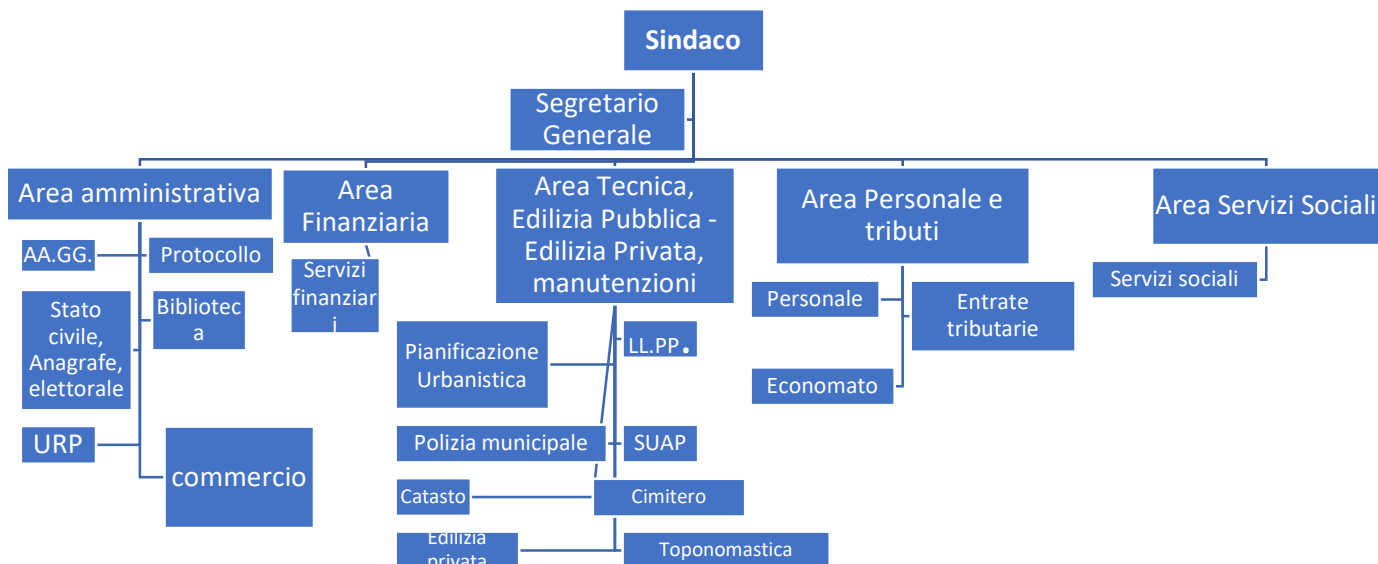 Sindaco
Segretario
Generale
Area amministrativa
Area
Finanziaria
Area Tecnica,
Edilizia Pubblica -
Edilizia Privata,
manutenzioni
Area Personale e
tributi
Area Servizi Sociali
AA.GG.
Protocollo
Stato
civile,
Anagrafe,
elettorale
Bibliotec
a
URP
commercio
Servizi
finanziar
i
Pianificazione
Urbanistica
LL.PP.
Polizia municipale
SUAP
Catasto
Cimitero
Edilizia
privata
Toponomastica
Personale
Entrate
tributarie
Economato
Servizi sociali